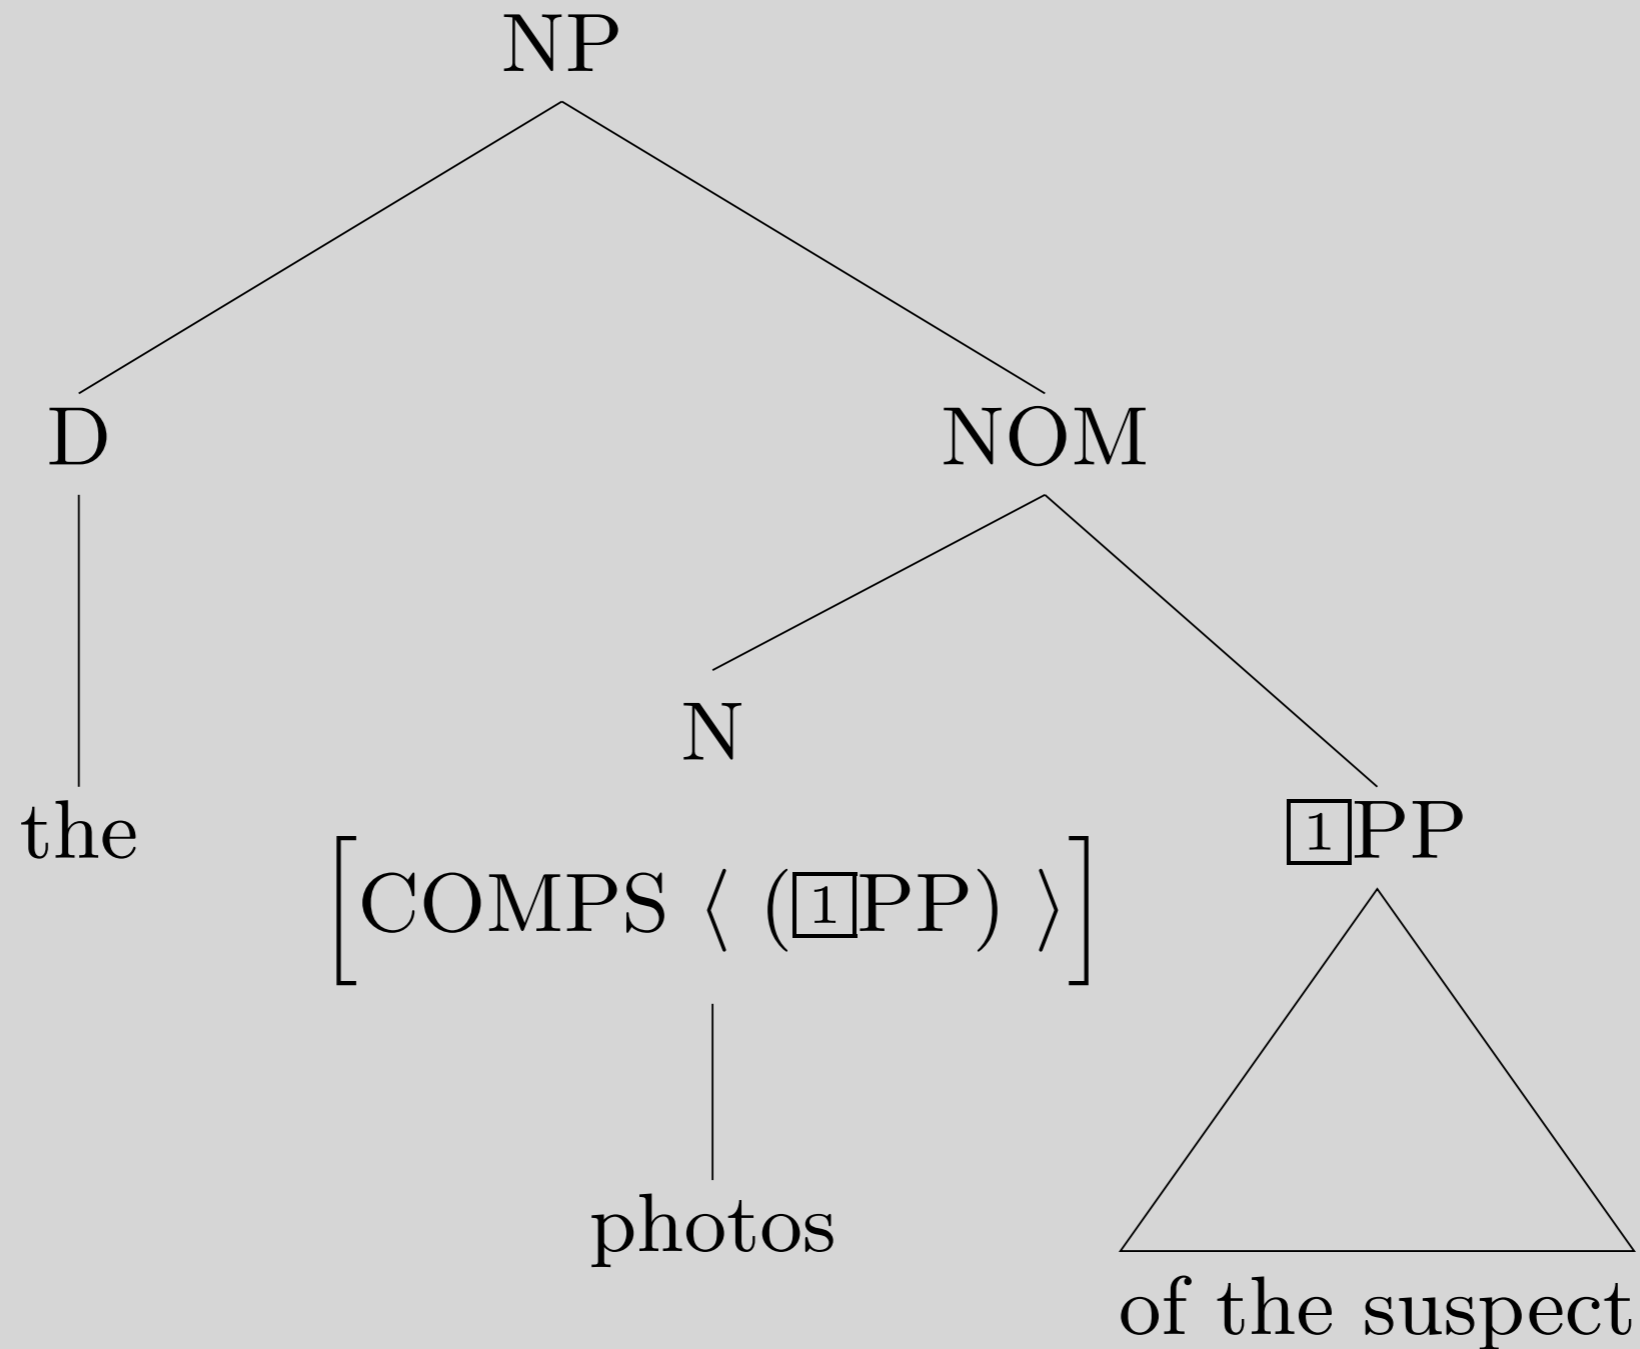 NP
D NOM
N
the 1PP
[COMPS ⟨ (1PP) ⟩]
photos
of the suspect